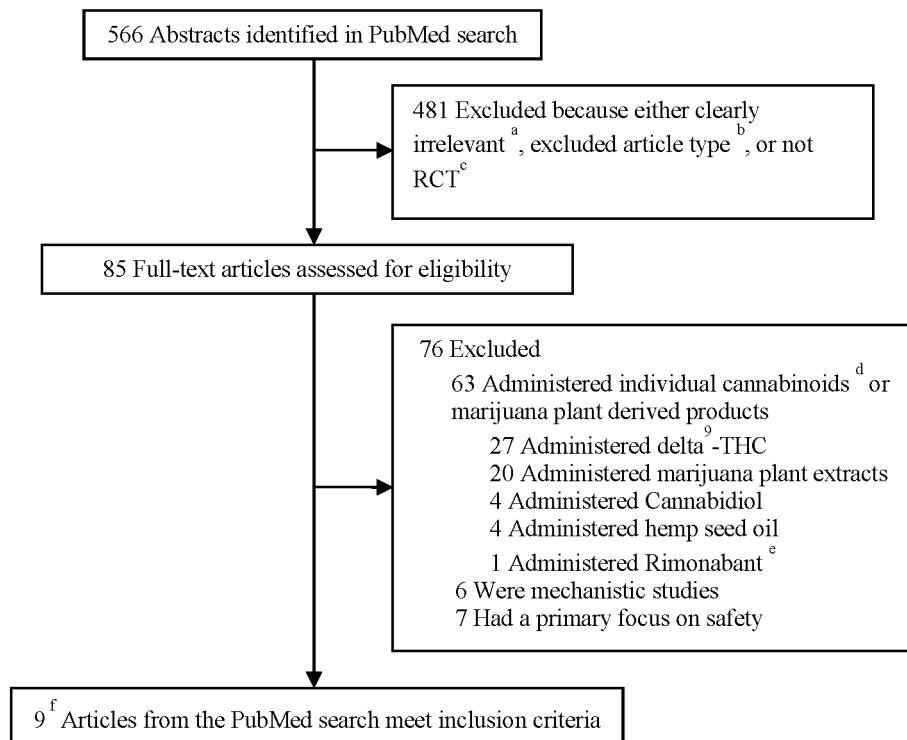 566 Abstracts identified in PubMed search
481 Excluded because either clearly
irrelevant a, excluded article type b, or not
RCT c
85 Full-text articles assessed for eligibility
76 Excluded
63 Administered individual cannabinoids d or
marijuana plant derived products
27 Administered delta9-THC
20 Administered marijuana plant extracts
4 Administered Cannabidiol
4 Administered hemp seed oil
1 Administered Rimonabant e
6 Were mechanistic studies
7 Had a primary focus on safety
9 f Articles from the PubMed search meet inclusion criteria